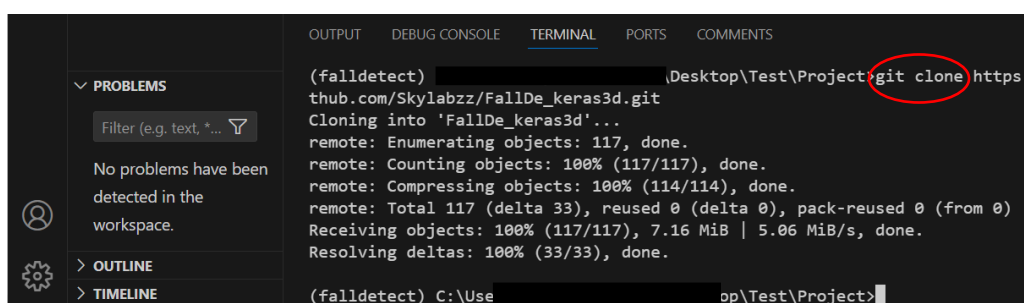 OUTPUT DEBUG CONSOLE TERMINAL PORTS COMMENTS
PROBLEMS
Filter (e.g. text, *...
No problems have been
detected in the
workspace.
OUTLINE
TIMELINE
(falldetect) \Desktop\Test\Project>git clone https
thub.com/Skylabzz/FallDe_keras3d.git
Cloning into 'FallDe_keras3d'...
remote: Enumerating objects: 117, done.
remote: Counting objects: 100% (117/117), done.
remote: Compressing objects: 100% (114/114), done.
remote: Total 117 (delta 33), reused 0 (delta 0), pack-reused 0 (from 0)
Receiving objects: 100% (117/117), 7.16 MiB | 5.06 MiB/s, done.
Resolving deltas: 100% (33/33), done.
(falldetect) C:\Use op\Test\Project>